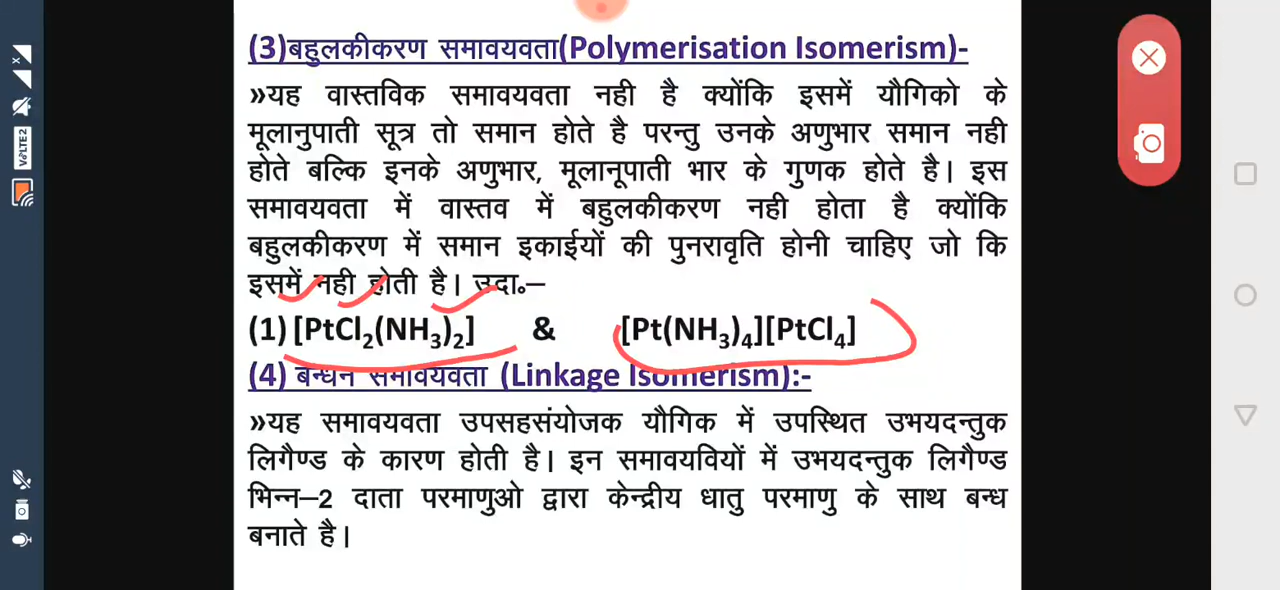 (3)बहुलकीकरण समावयवता(Polymerisation Isomerism)-
»यह वास्तविक समावयवता नही है क्योंकि इसमें यौगिको के
मूलानुपाती सूत्र तो समान होते है परन्तु उनके अणुभार समान नही
होते बल्कि इनके अणुभार, मूलानूपाती भार के गुणक होते है। इस
समावयवता में वास्तव में बहुलकीकरण नही होता है क्योंकि
बहुलकीकरण में समान इकाईयों की पुनरावृति होनी चाहिए जो कि
इसमें नही होती है। उदा०—
(1) [PtCl₂(NH₃)₂] & [Pt(NH₃)₄][PtCl₄]
(4) बन्धन समावयवता (Linkage Isomerism):-
»यह समावयवता उपसहसंयोजक यौगिक में उपस्थित उभयदन्तुक
लिगैण्ड के कारण होती है। इन समावयवियों में उभयदन्तुक लिगैण्ड
भिन्न—2 दाता परमाणुओ द्वारा केन्द्रीय धातु परमाणु के साथ बन्ध
बनाते है।
VoLTE2